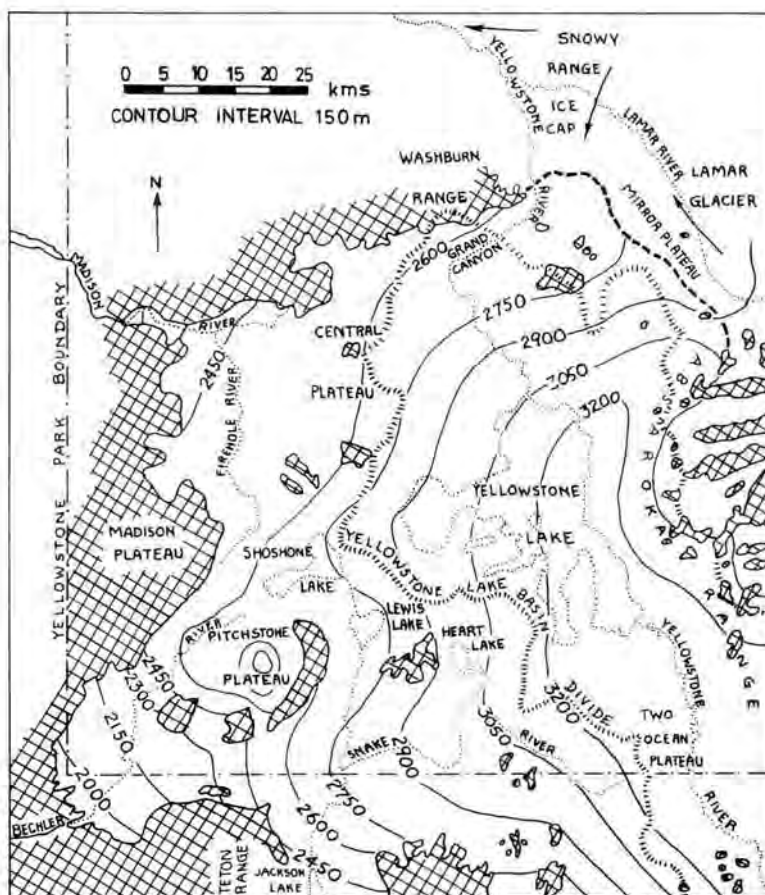 SNOWY
RANGE
ICE
CAP
YELLOWSTONE
RIVER
LAMAR RIVER
LAMAR
GLACIER
0 5 10 15 20 25 kms
CONTOUR INTERVAL 150m
WASHBURN
RANGE
N
MIRROR PLATEAU
GRAND
CANYON
2600
MADISON
RIVER
2750
2900
3050
3200
CENTRAL
PLATEAU
YELLOWSTONE PARK BOUNDARY
2450
FIREHOLE RIVER
ABSAROKA RANGE
YELLOWSTONE
LAKE
MADISON
PLATEAU
SHOSHONE
LAKE
YELLOWSTONE LAKE BASIN
DIVIDE
LEWIS
LAKE
HEART
LAKE
RIVER
PITCHSTONE
PLATEAU
YELLOWSTONE
RIVER
2450
2300
2150
2000
3200
3050
TWO
OCEAN
PLATEAU
SNAKE
RIVER
2900
2750
2600
2450
BECHLER
TETON
RANGE
JACKSON
LAKE